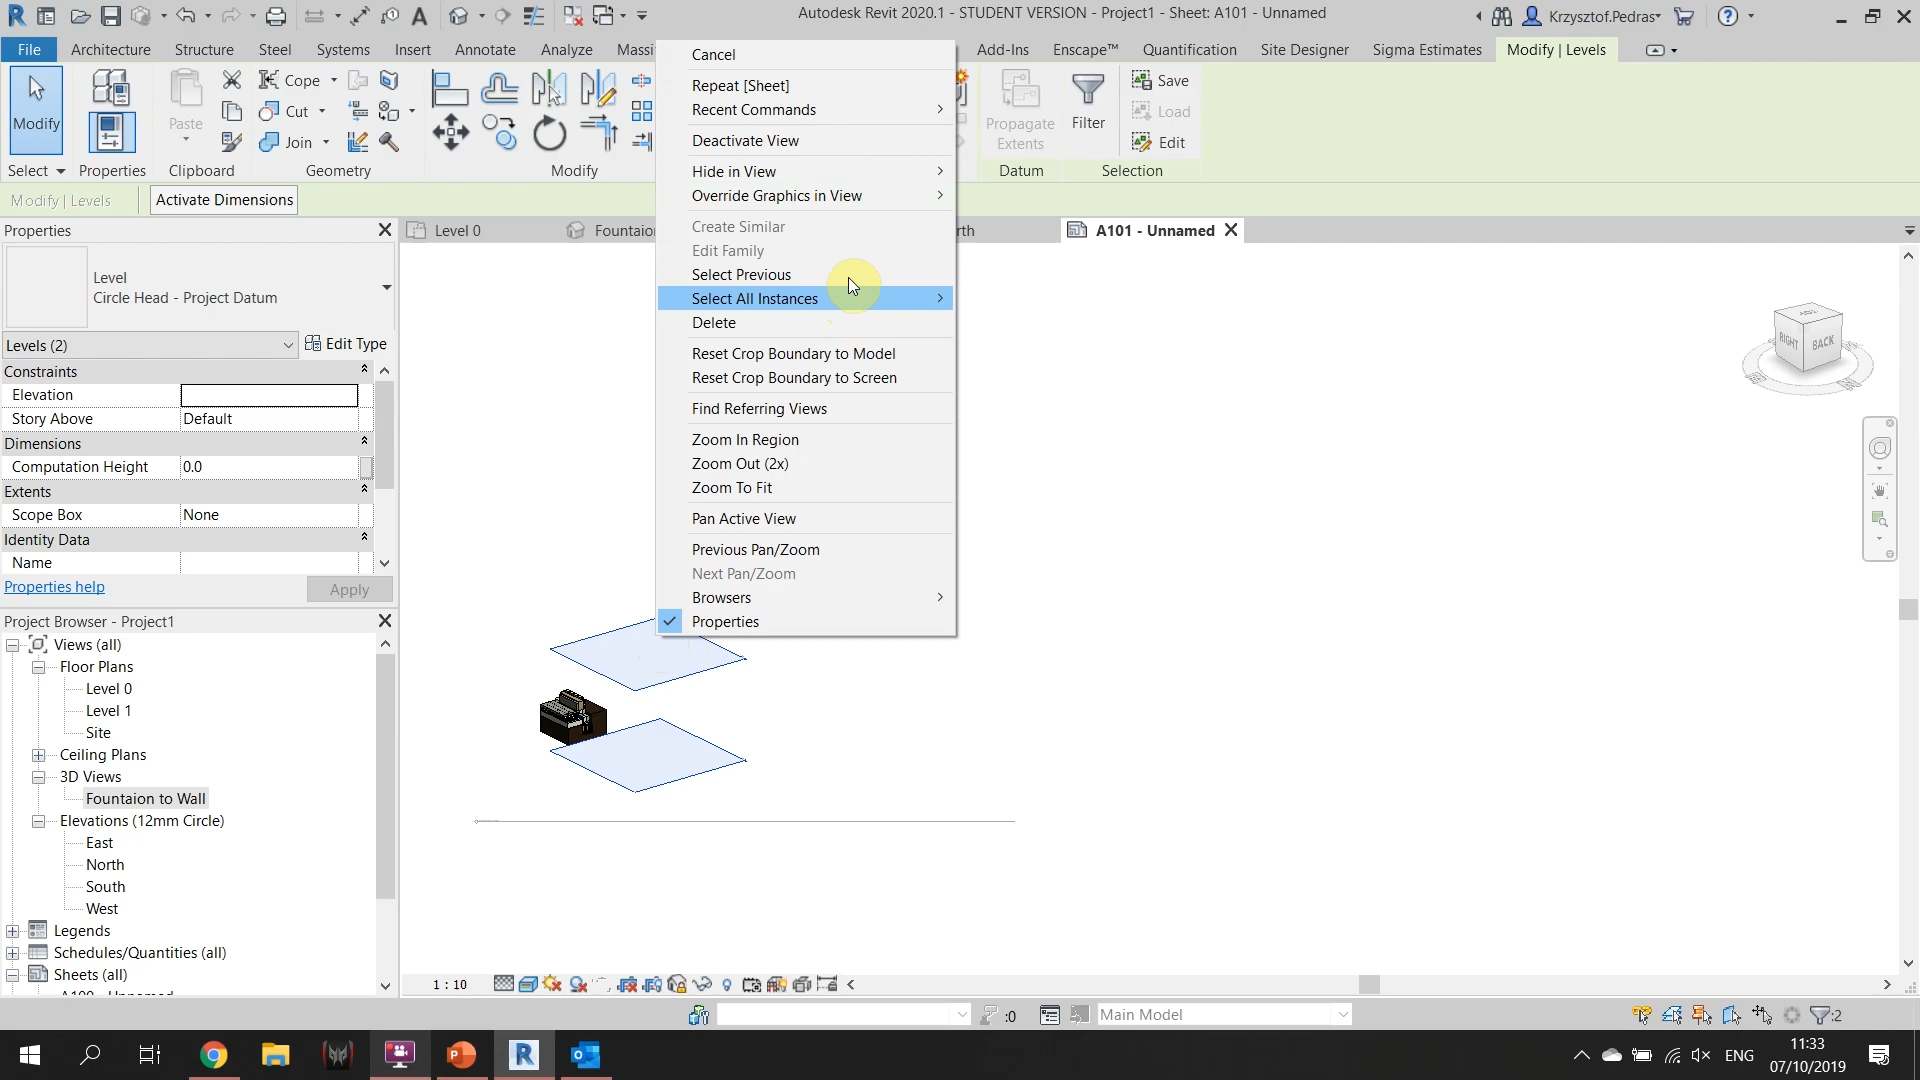 Autodesk Revit 2020.1 - STUDENT VERSION - Project1 - Sheet: A101 - Unnamed
Krzysztof.Pedras
File Architecture Structure Steel Systems Insert Annotate Analyze Massi Add-Ins Enscape™ Quantification Site Designer Sigma Estimates Modify | Levels
Modify
Paste
Cope
Cut
Join
Propagate
Extents
Filter
Save
Load
Edit
Select Properties Clipboard Geometry Modify Datum Selection
Modify | Levels Activate Dimensions
Properties
Level 0
Fountaion
rth
A101 - Unnamed
Level
Circle Head - Project Datum
Levels (2) Edit Type
Constraints
Elevation
Story Above Default
Dimensions
Computation Height 0.0
Extents
Scope Box None
Identity Data
Name
Properties help Apply
Project Browser - Project1
Views (all)
Floor Plans
Level 0
Level 1
Site
Ceiling Plans
3D Views
Fountaion to Wall
Elevations (12mm Circle)
East
North
South
West
Legends
Schedules/Quantities (all)
Sheets (all)
Cancel
Repeat [Sheet]
Recent Commands
Deactivate View
Hide in View
Override Graphics in View
Create Similar
Edit Family
Select Previous
Select All Instances
Delete
Reset Crop Boundary to Model
Reset Crop Boundary to Screen
Find Referring Views
Zoom In Region
Zoom Out (2x)
Zoom To Fit
Pan Active View
Previous Pan/Zoom
Next Pan/Zoom
Browsers
Properties
RIGHT BACK
1 : 10
:0 Main Model :2
ENG
11:33
07/10/2019